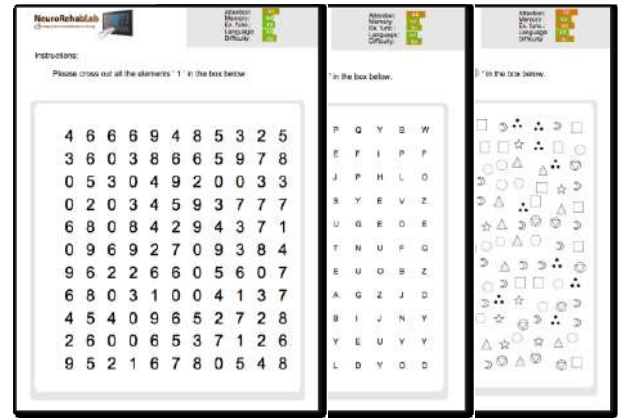 NeuroRehabLab
Attention:
Memory:
Ex. func.:
Language
Difficulty
Instructions:
Please cross out all the elements ' 1 ' in the box below
4 6 6 6 9 4 8 5 3 2 5
3 6 0 3 8 6 6 5 9 7 8
0 5 3 0 4 9 2 0 0 3 3
0 2 0 3 4 5 9 3 7 7 7
6 8 0 8 4 2 9 4 3 7 1
0 9 6 9 2 7 0 9 3 8 4
9 6 2 2 6 6 0 5 6 0 7
6 8 0 3 1 0 0 4 1 3 7
4 5 4 0 9 6 5 2 7 2 8
2 6 0 0 6 5 3 7 1 2 6
9 5 2 1 6 7 8 0 5 4 8
Attention:
Memory:
Ex. func.:
Language
Difficulty:
' in the box below.
P Q Y B W
E F I P F
J P H L O
S Y E V Z
U G E D E
T N U F G
E U O B Z
A G Z J D
B I J N Y
Y E U Y Y
L D Y O D
Attention:
Memory:
Ex. func.:
Language
Difficulty
' in the box below.